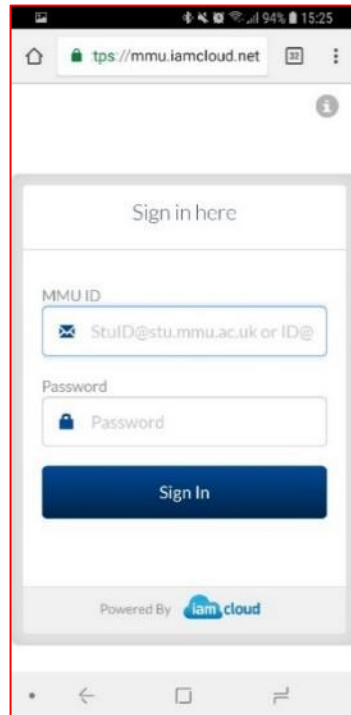 94% 15:25
tps://mmu.iamcloud.net 32
i
Sign in here
MMU ID
StuID@stu.mmu.ac.uk or ID@
Password
Password
Sign In
Powered By iam cloud